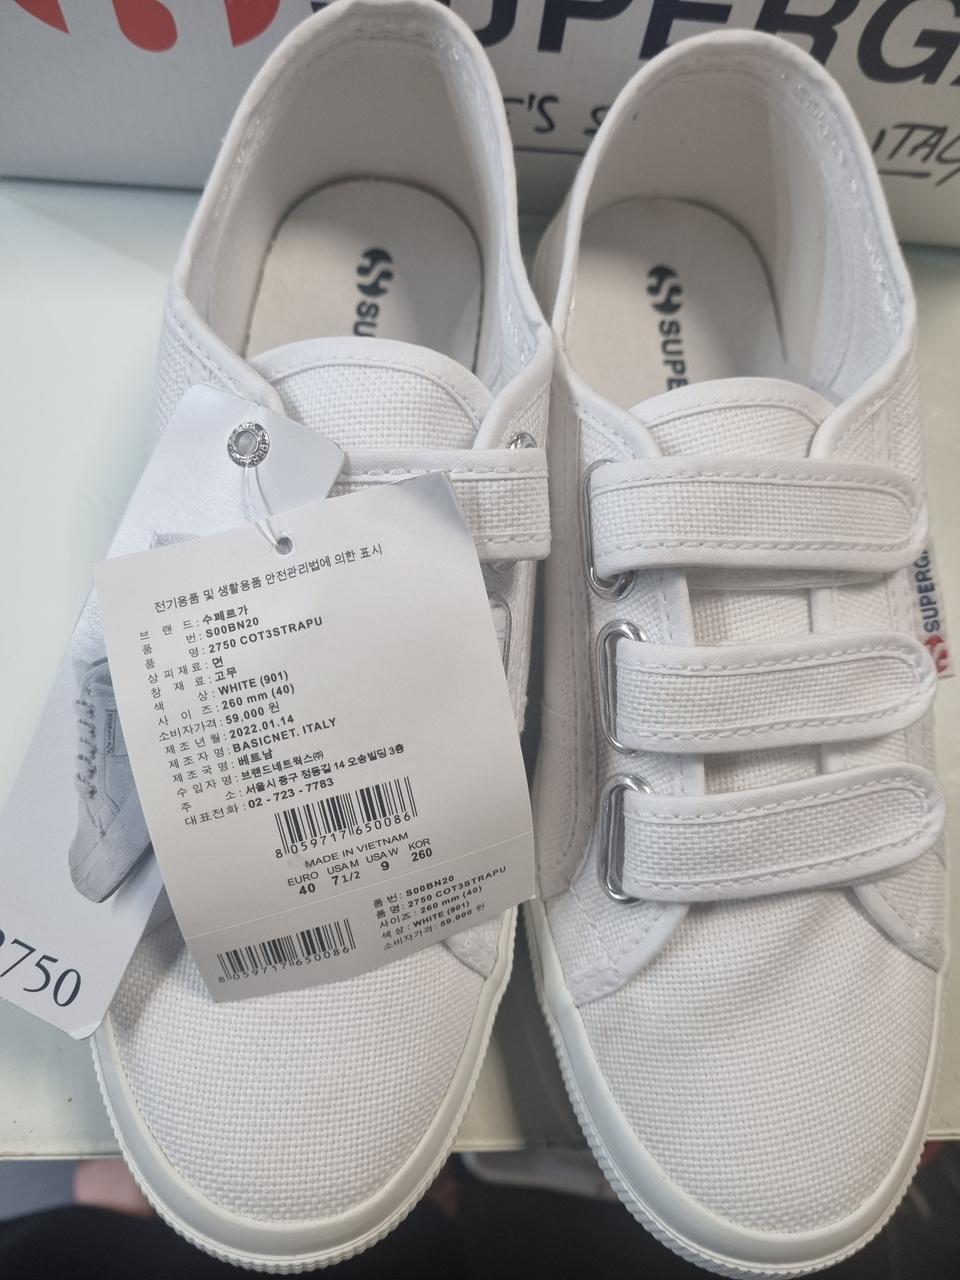 SUPERG
E'S S
ITALY
SU
SUPE
SUPERGA
전기용품 및 생활용품 안전관리법에 의한 표시
브 랜 드 : 수페르가
품 번 : S00BN20
품 명 : 2750 COT3STRAPU
상 피 재 료 : 면
창 재 료 : 고무
색 상 : WHITE (901)
사 이 즈 : 260 mm (40)
소비자가격 : 59,000 원
제 조 년 월 : 2022.01.14
제 조 자 명 : BASICNET. ITALY
제 조 국 명 : 베트남
수 입 자 명 : 브랜드네트웍스㈜
주 소 : 서울시 중구 정동길 14 오송빌딩 3층
대표전화 : 02 - 723 - 7783
8 059717 650086
MADE IN VIETNAM
EURO USAM USAW KOR
40 7 1/2 9 260
품 번 : S00BN20
품 명 : 2750 COT3STRAPU
사이즈 : 260 mm (40)
색 상 : WHITE (901)
소비자가격 : 59,000 원
8 059717 650086
2750